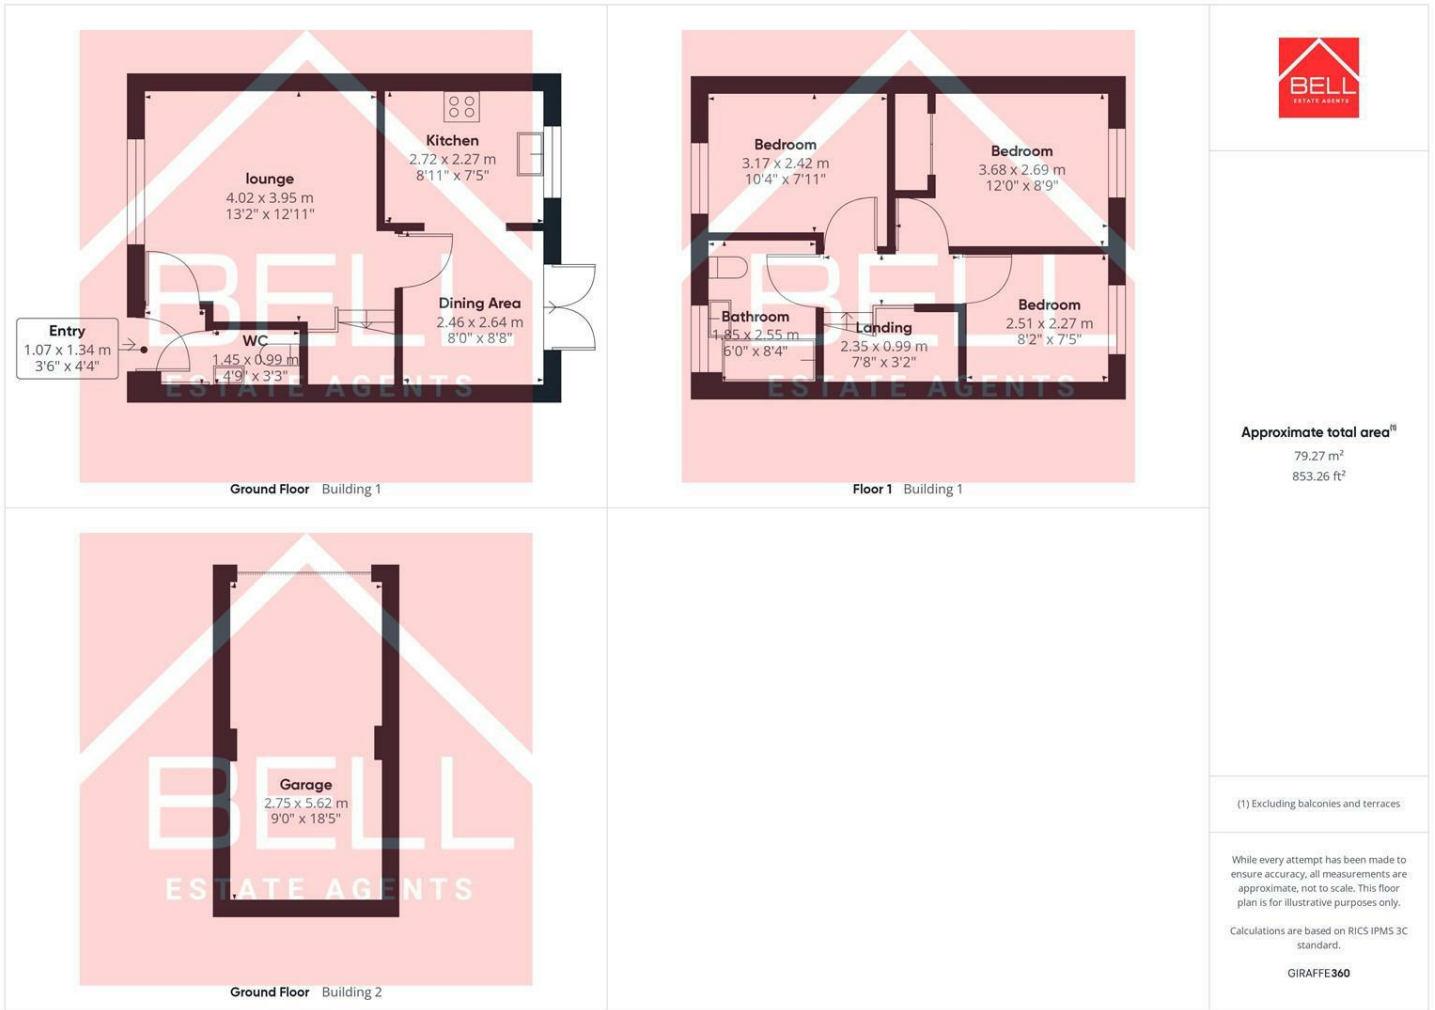 lounge
4.02 x 3.95 m
13'2" x 12'11"
Kitchen
2.72 x 2.27 m
8'11" x 7'5"
Dining Area
2.46 x 2.64 m
8'0" x 8'8"
Entry
1.07 x 1.34 m
3'6" x 4'4"
WC
1.45 x 0.99 m
4'9" x 3'3"
BELL
ESTATE AGENTS
Ground Floor Building 1
Bedroom
3.17 x 2.42 m
10'4" x 7'11"
Bedroom
3.68 x 2.69 m
12'0" x 8'9"
Bathroom
1.85 x 2.55 m
6'0" x 8'4"
Landing
2.35 x 0.99 m
7'8" x 3'2"
Bedroom
2.51 x 2.27 m
8'2" x 7'5"
BELL
ESTATE AGENTS
Floor 1 Building 1
Garage
2.75 x 5.62 m
9'0" x 18'5"
BELL
ESTATE AGENTS
Ground Floor Building 2
BELL
ESTATE AGENTS
Approximate total area(1)
79.27 m²
853.26 ft²
(1) Excluding balconies and terraces
While every attempt has been made to
ensure accuracy, all measurements are
approximate, not to scale. This floor
plan is for illustrative purposes only.
Calculations are based on RICS IPMS 3C
standard.
GIRAFFE360